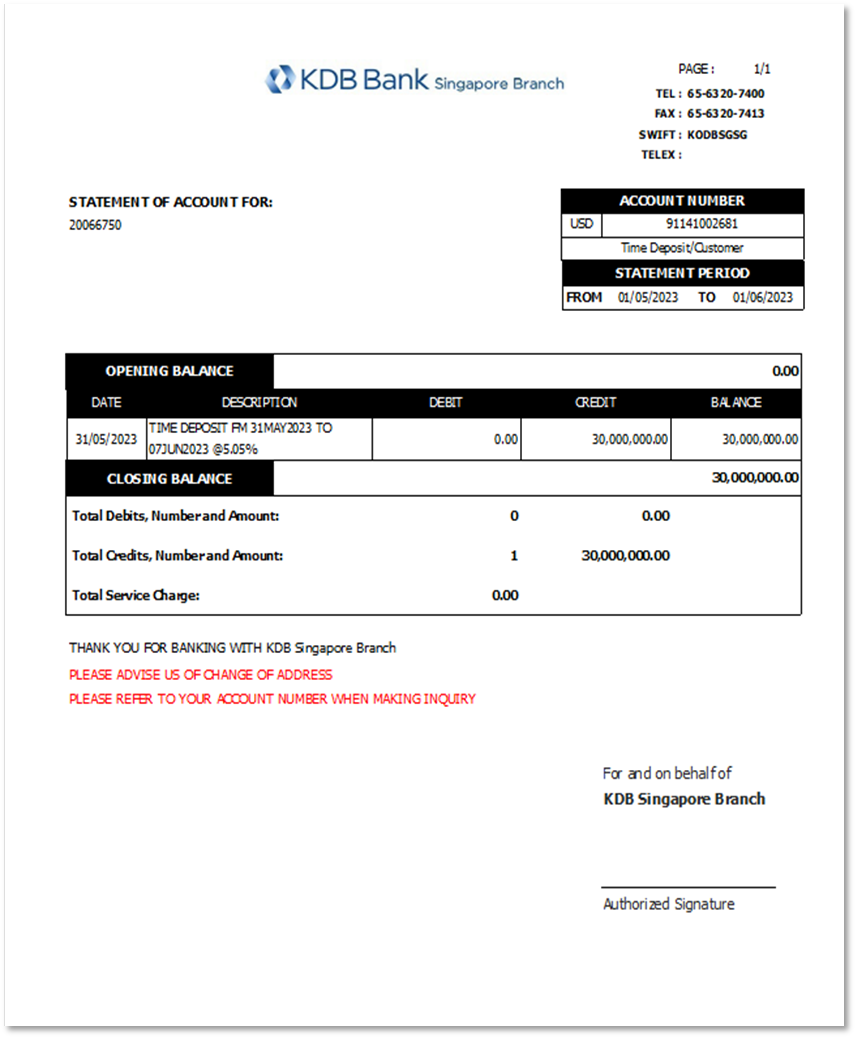 KDB Bank Singapore Branch
PAGE : 1/1
TEL : 65-6320-7400
FAX : 65-6320-7413
SWIFT : KODBSGSG
TELEX :
STATEMENT OF ACCOUNT FOR:
20066750
ACCOUNT NUMBER
USD 91141002681
Time Deposit/Customer
STATEMENT PERIOD
FROM 01/05/2023 TO 01/06/2023
OPENING BALANCE 0.00
DATE DESCRIPTION DEBIT CREDIT BALANCE
31/05/2023 TIME DEPOSIT FM 31MAY2023 TO
07JUN2023 @5.05% 0.00 30,000,000.00 30,000,000.00
CLOSING BALANCE 30,000,000.00
Total Debits, Number and Amount: 0 0.00
Total Credits, Number and Amount: 1 30,000,000.00
Total Service Charge: 0.00
THANK YOU FOR BANKING WITH KDB Singapore Branch
PLEASE ADVISE US OF CHANGE OF ADDRESS
PLEASE REFER TO YOUR ACCOUNT NUMBER WHEN MAKING INQUIRY
For and on behalf of
KDB Singapore Branch
Authorized Signature